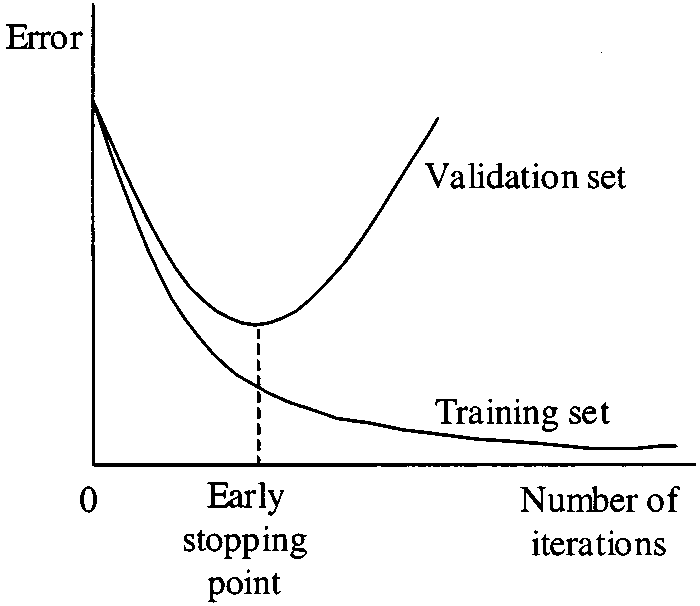 Error
Validation set
Training set
0
Early
stopping
point
Number of
iterations